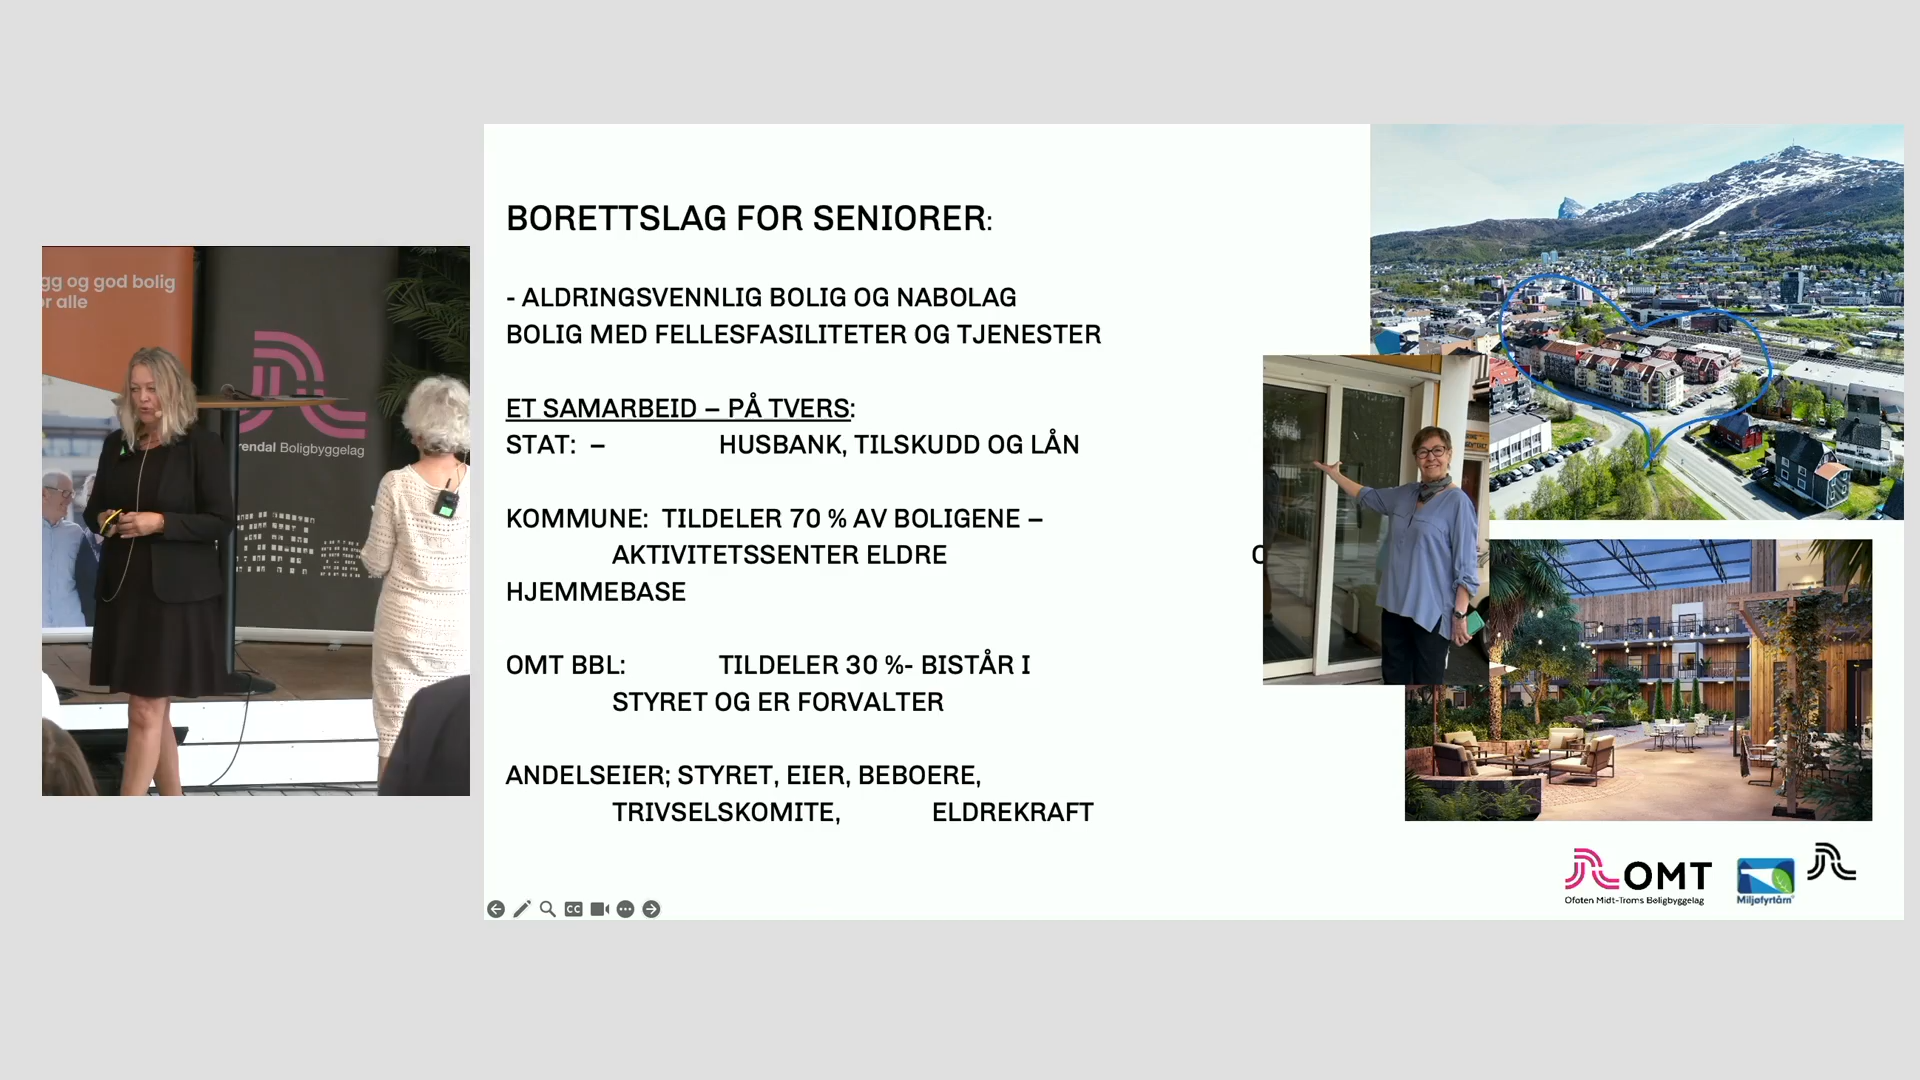 gg og god bolig
or alle
rendal Boligbyggelag
BORETTSLAG FOR SENIORER:
- ALDRINGSVENNLIG BOLIG OG NABOLAG
BOLIG MED FELLESFASILITETER OG TJENESTER
ET SAMARBEID – PÅ TVERS:
STAT: – HUSBANK, TILSKUDD OG LÅN
KOMMUNE: TILDELER 70 % AV BOLIGENE –
AKTIVITETSSENTER ELDRE
HJEMMEBASE
OMT BBL: TILDELER 30 %- BISTÅR I
STYRET OG ER FORVALTER
ANDELSEIER; STYRET, EIER, BEBOERE,
TRIVSELSKOMITE, ELDREKRAFT
CC
OMT
Ofoten Midt-Troms Boligbyggelag
Miljøfyrtårn